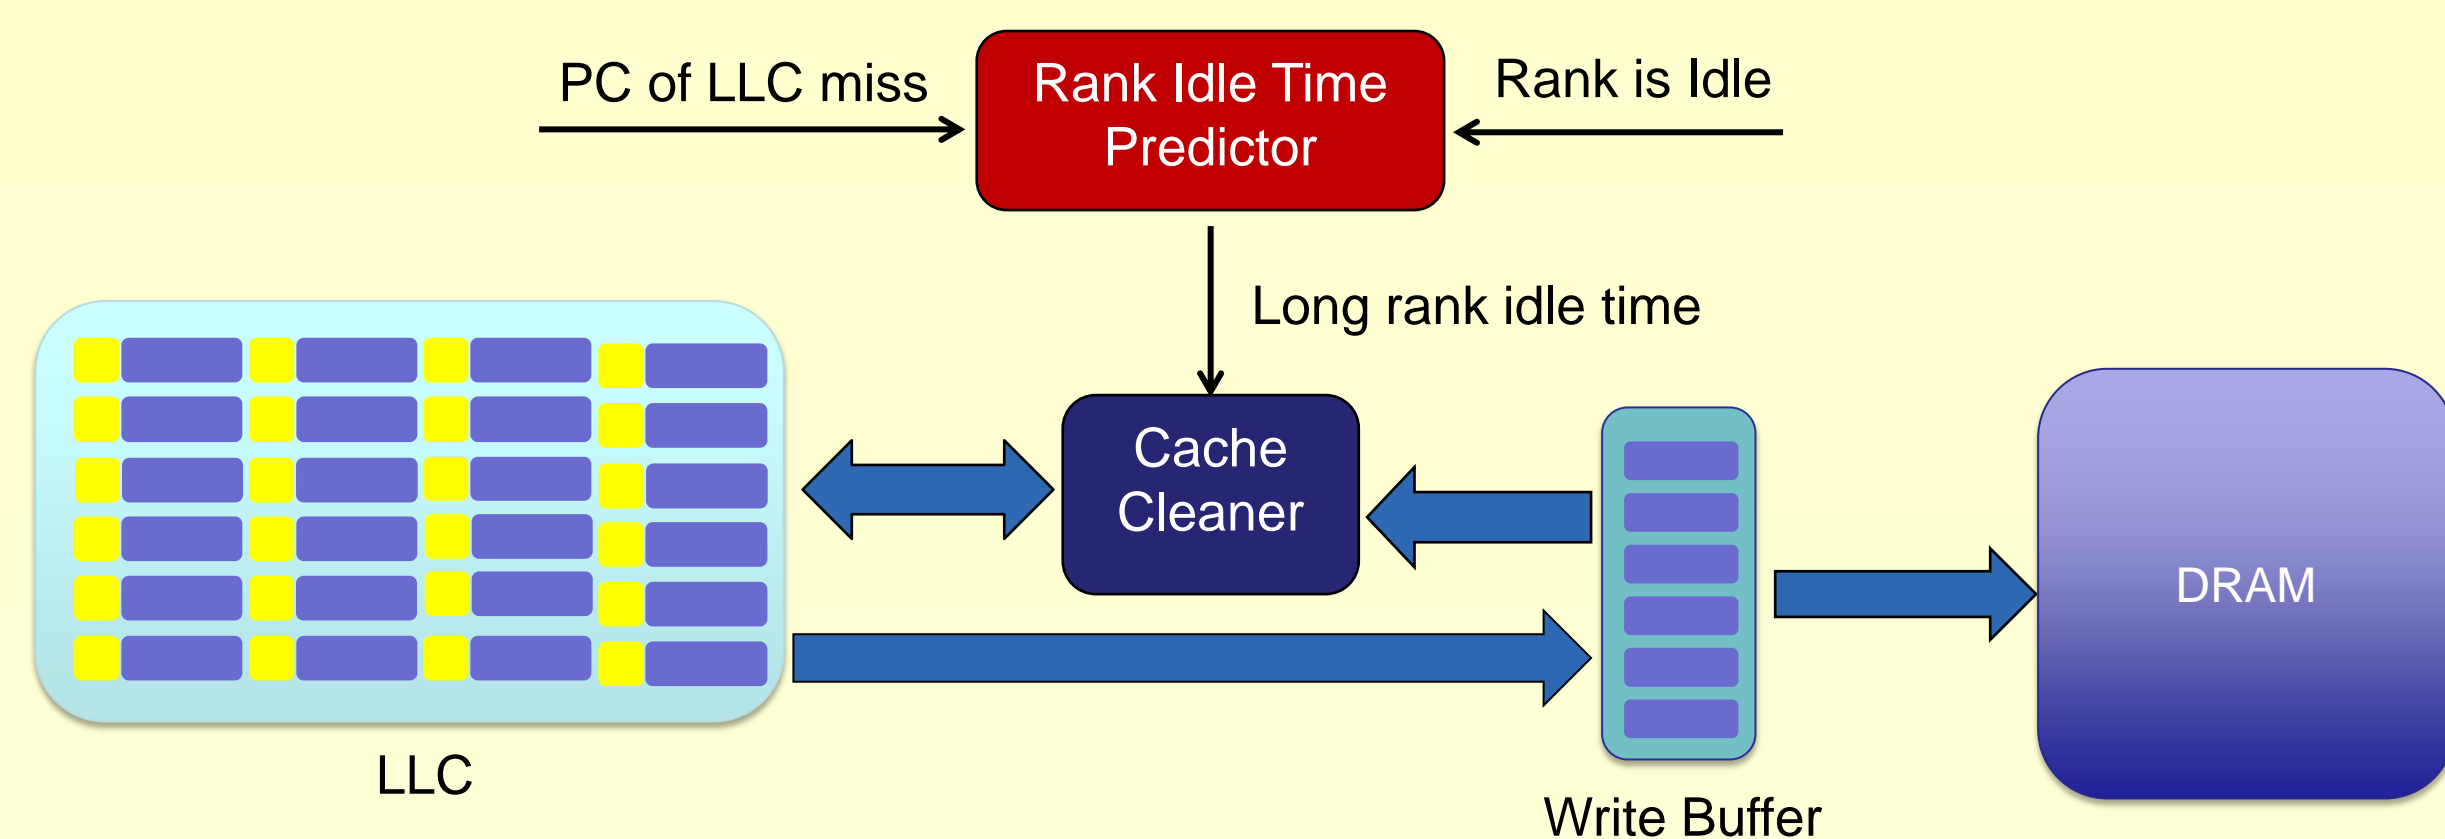 PC of LLC miss
Rank Idle Time
Predictor
Rank is Idle
Long rank idle time
Cache
Cleaner
DRAM
LLC
Write Buffer